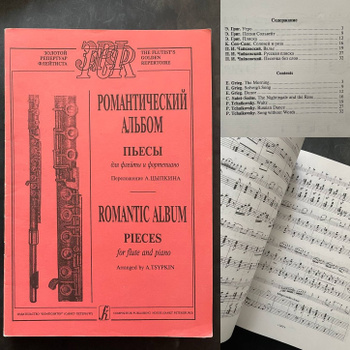 ЗОЛОТОЙ
РЕПЕРТУАР
ФЛЕЙТИСТА
THE FLUTIST'S
GOLDEN
REPERTOIRE
РОМАНТИЧЕСКИЙ
АЛЬБОМ
ПЬЕСЫ
для флейты и фортепиано
Переложение А.ЦЫПКИНА
ROMANTIC ALBUM
PIECES
for flute and piano
Arranged by A.TSYPKIN
Содержание
Э. Григ. Утро
Э. Григ. Песня Сольвейг
К. Сен-Санс. Соловей и роза
П. И. Чайковский. Вальс
П. И. Чайковский. Русская пляска
П. И. Чайковский. Песенка без слов
Contents
E. Grieg. The Morning
E. Grieg. Solveig's Song
E. Grieg. Dance
C. Saint-Saëns. The Nightingale and the Rose
P. Tchaikovsky. Waltz
P. Tchaikovsky. Russian Dance
P. Tchaikovsky. Song without Words